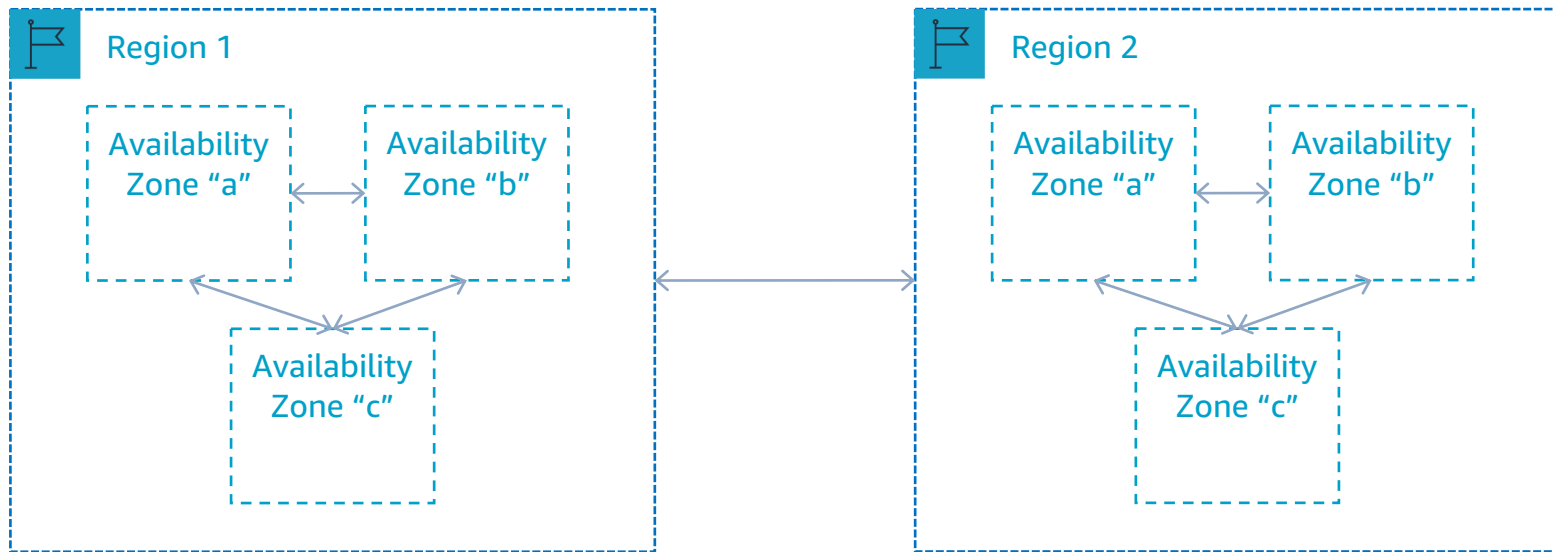 Region 1
Availability
Zone “a”
Availability
Zone “b”
Availability
Zone “c”
Region 2
Availability
Zone “a”
Availability
Zone “b”
Availability
Zone “c”